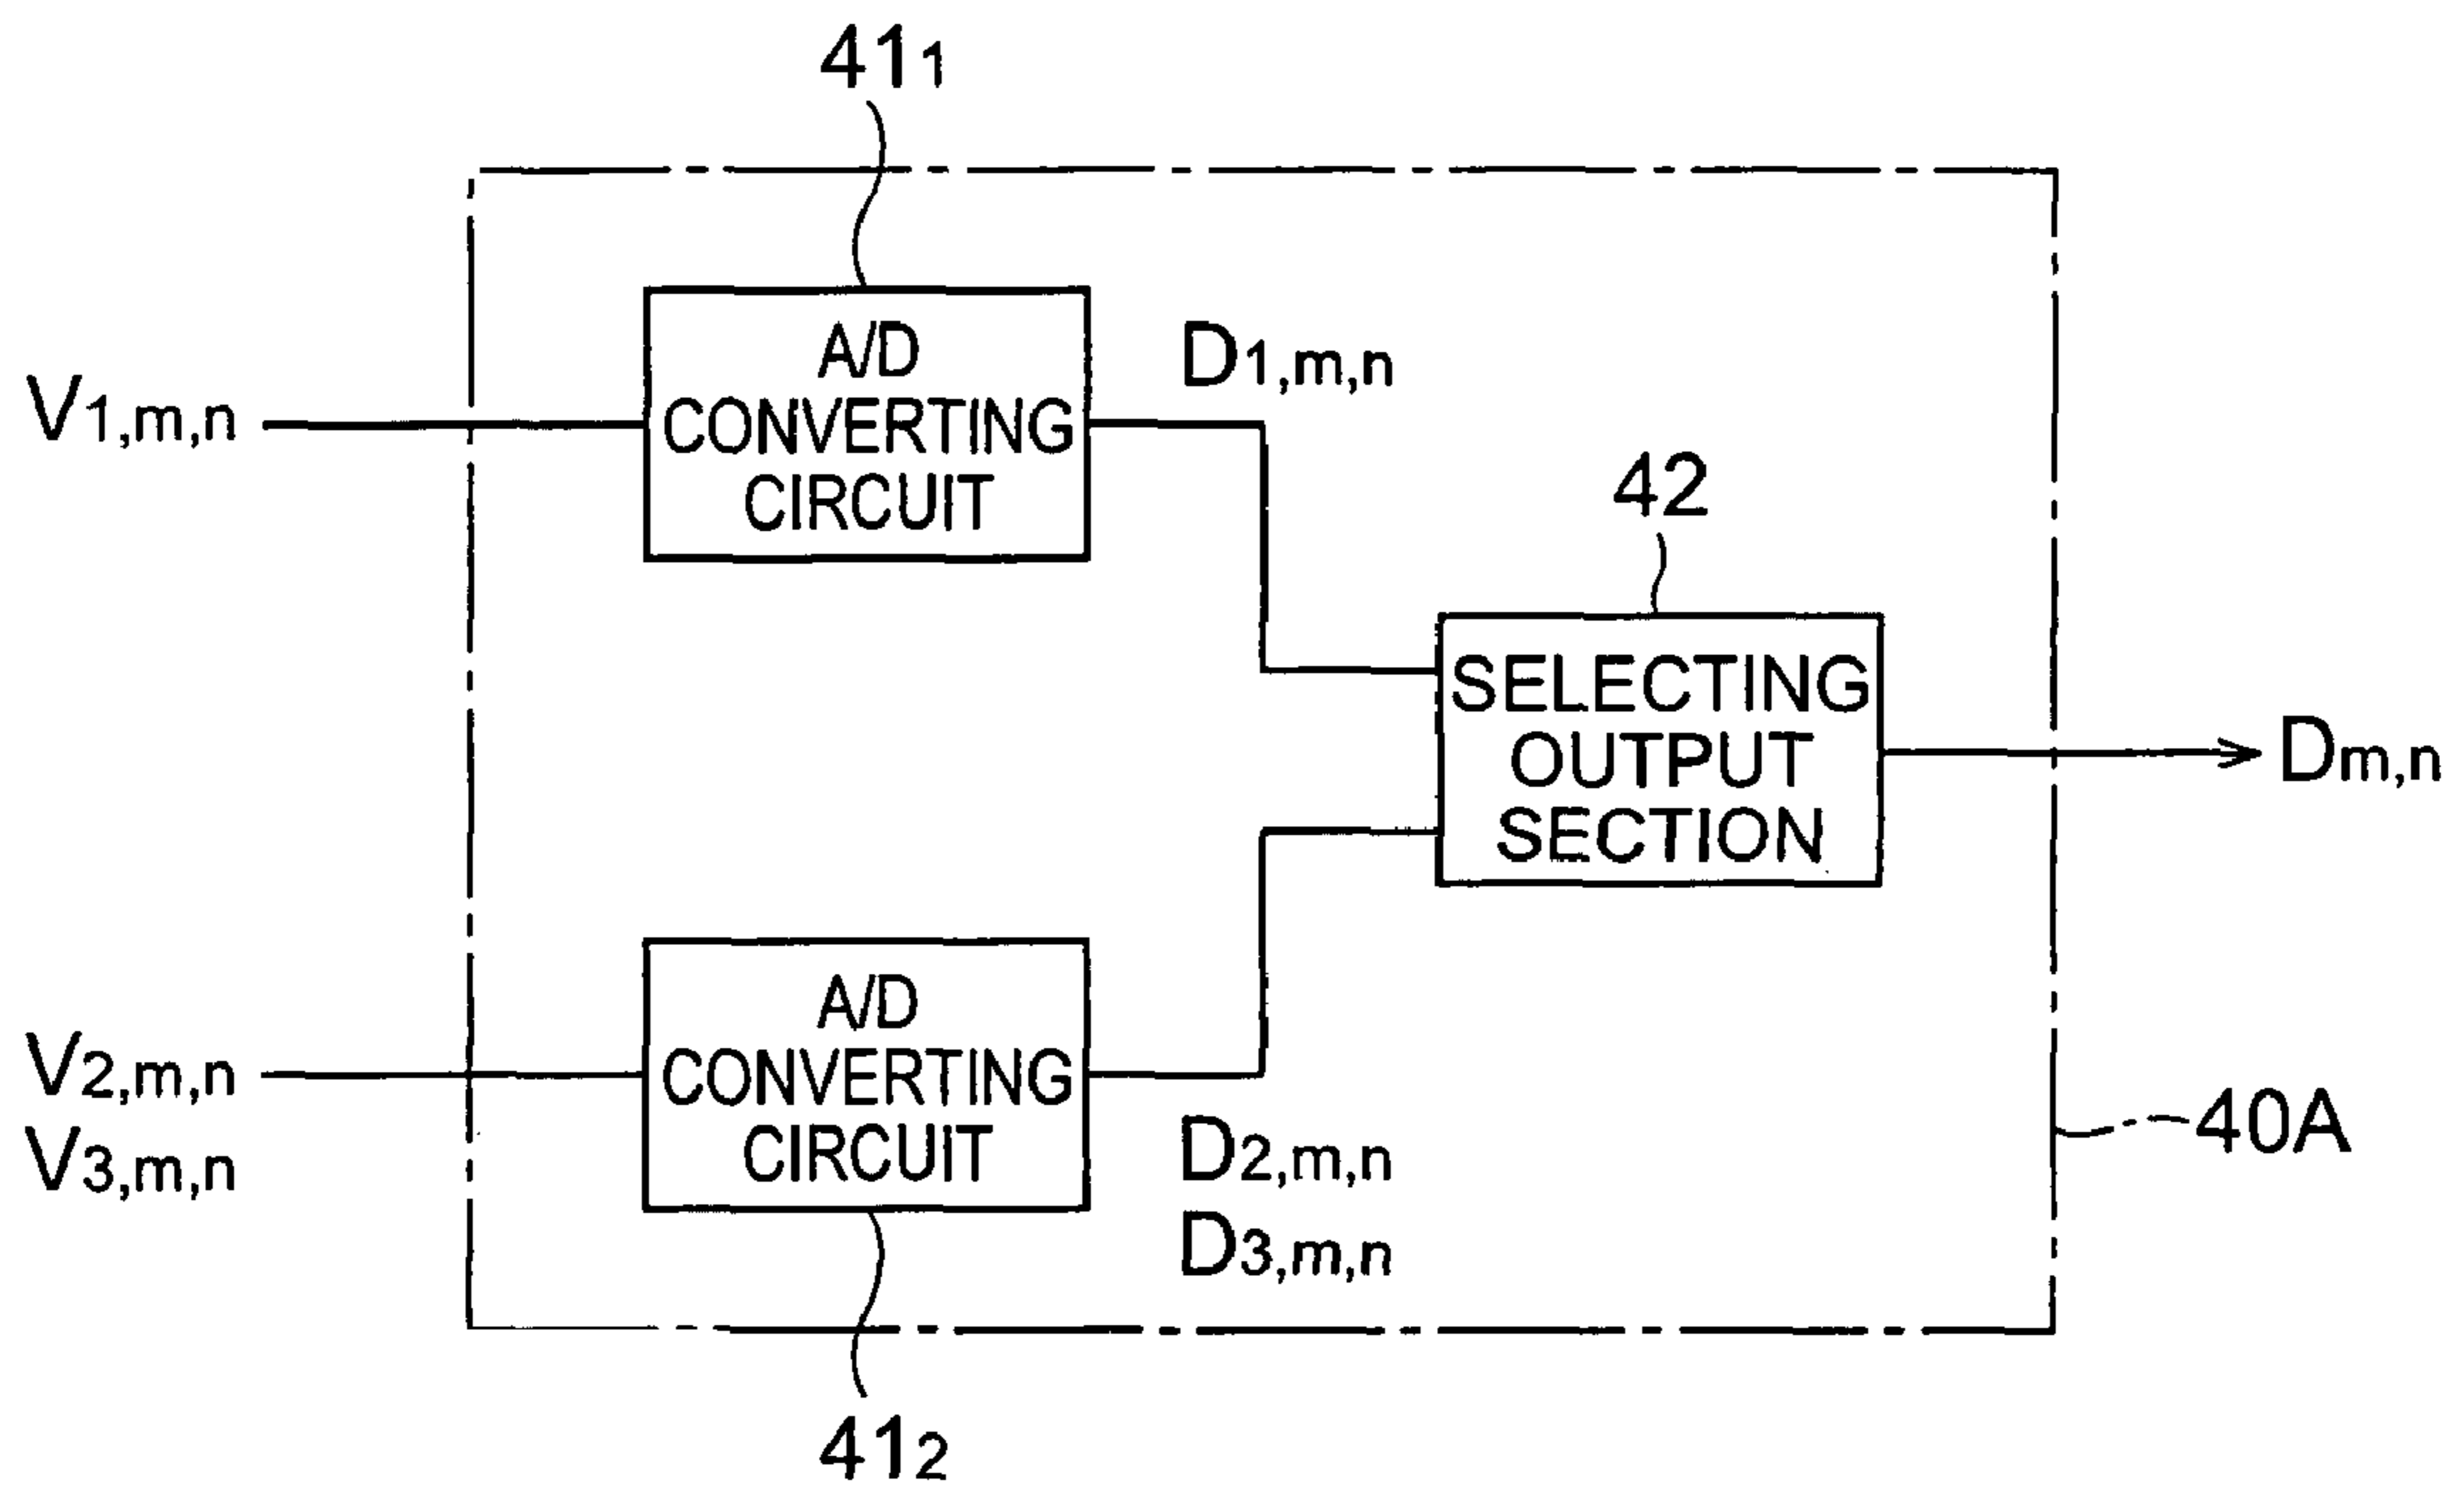 41₁
A/D
CONVERTING
CIRCUIT
V1,m,n
D1,m,n
42
SELECTING
OUTPUT
SECTION
Dm,n
A/D
CONVERTING
CIRCUIT
V2,m,n
V3,m,n
D2,m,n
D3,m,n
40A
41₂